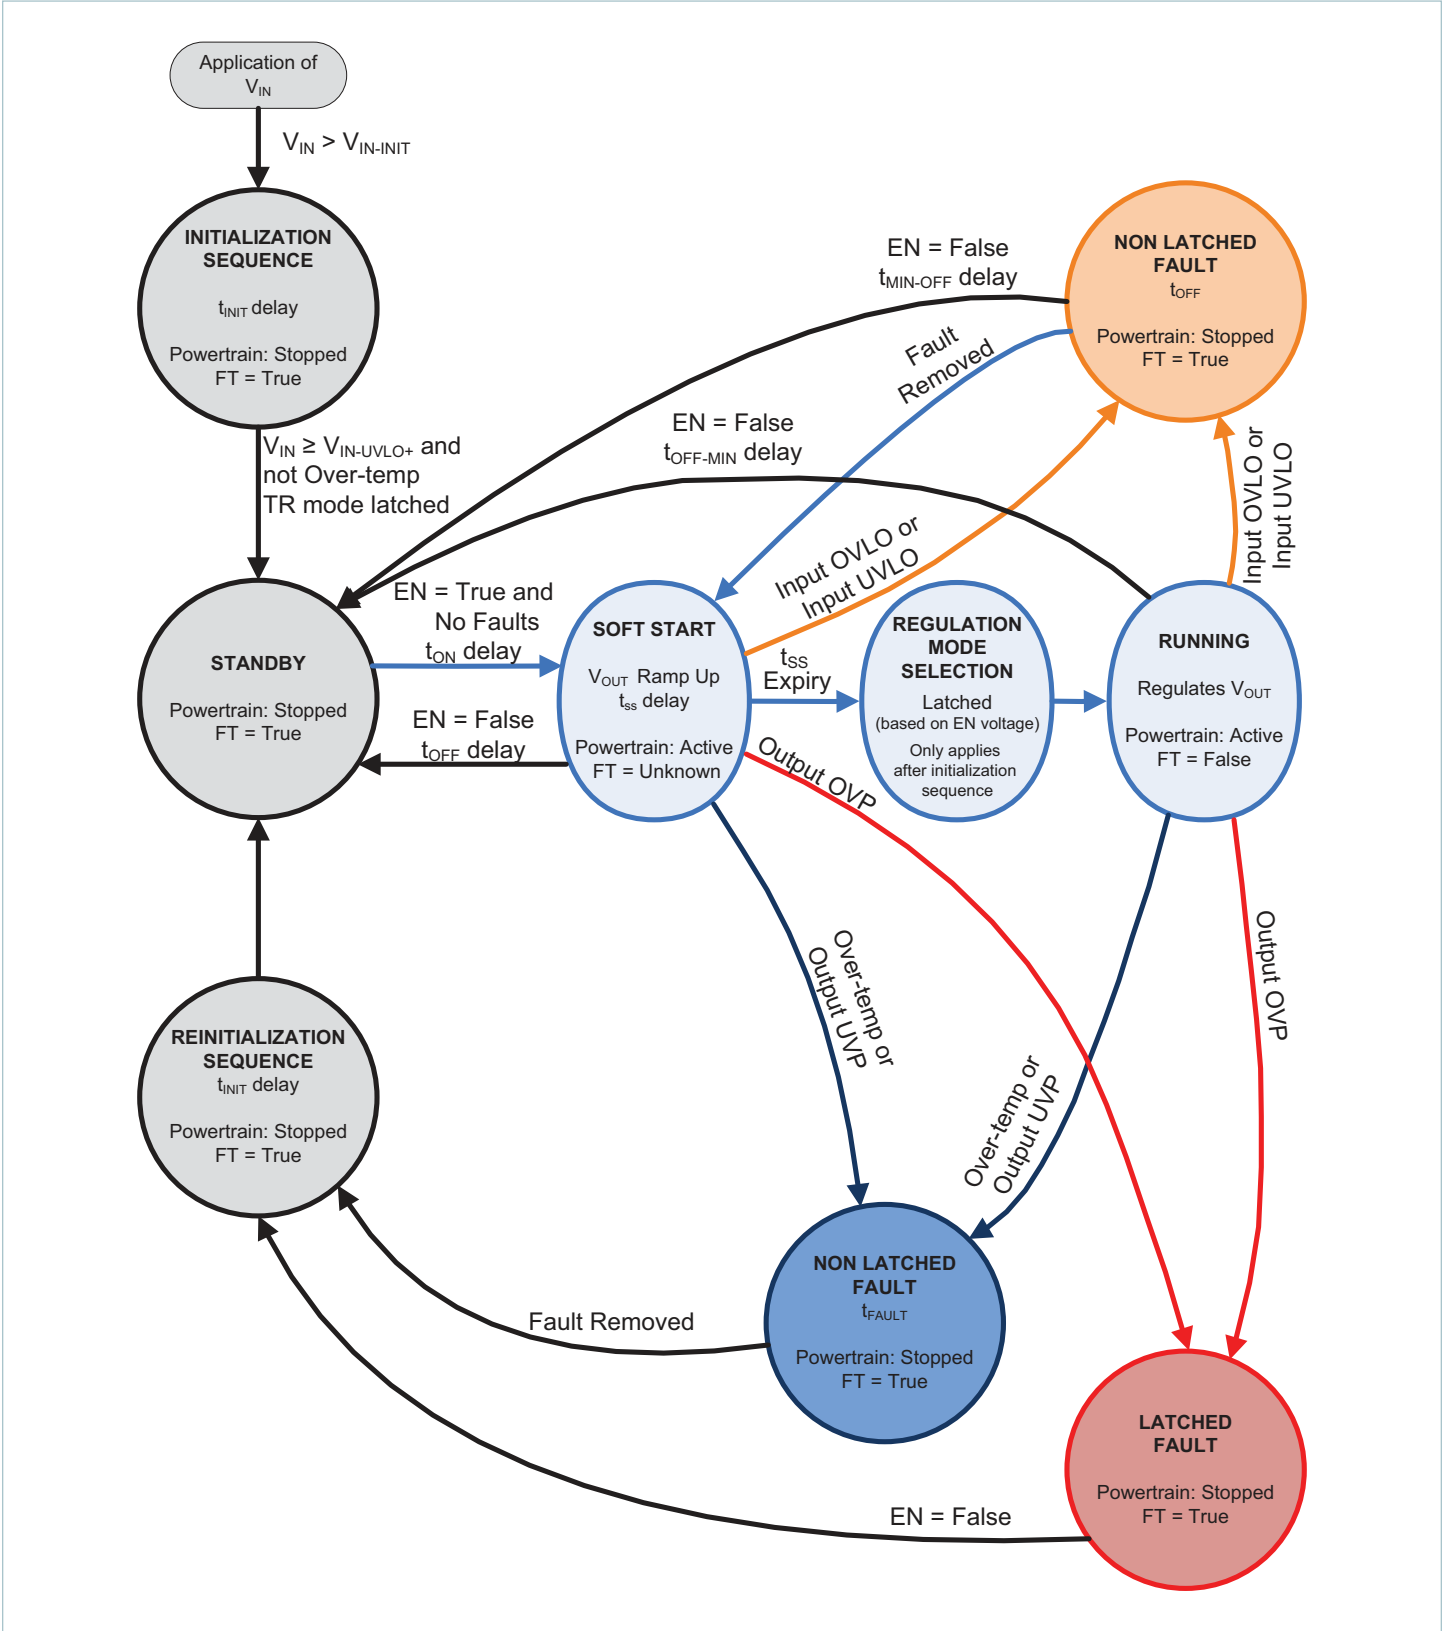 Application of
VIN
VIN > VIN-INIT
INITIALIZATION
SEQUENCE
tINIT delay
Powertrain: Stopped
FT = True
VIN ≥ VIN-UVLO+ and
not Over-temp
TR mode latched
NON LATCHED
FAULT
tOFF
Powertrain: Stopped
FT = True
EN = False
tMIN-OFF delay
Fault
Removed
EN = False
tOFF-MIN delay
Input OVLO or
Input UVLO
Input OVLO or
Input UVLO
STANDBY
Powertrain: Stopped
FT = True
EN = True and
No Faults
tON delay
EN = False
tOFF delay
SOFT START
VOUT Ramp Up
tss delay
Powertrain: Active
FT = Unknown
tSS
Expiry
REGULATION
MODE
SELECTION
Latched
(based on EN voltage)
Only applies
after initialization
sequence
RUNNING
Regulates VOUT
Powertrain: Active
FT = False
Output OVP
Over-temp or
Output UVP
Over-temp or
Output UVP
Output OVP
REINITIALIZATION
SEQUENCE
tINIT delay
Powertrain: Stopped
FT = True
Fault Removed
NON LATCHED
FAULT
tFAULT
Powertrain: Stopped
FT = True
EN = False
LATCHED
FAULT
Powertrain: Stopped
FT = True